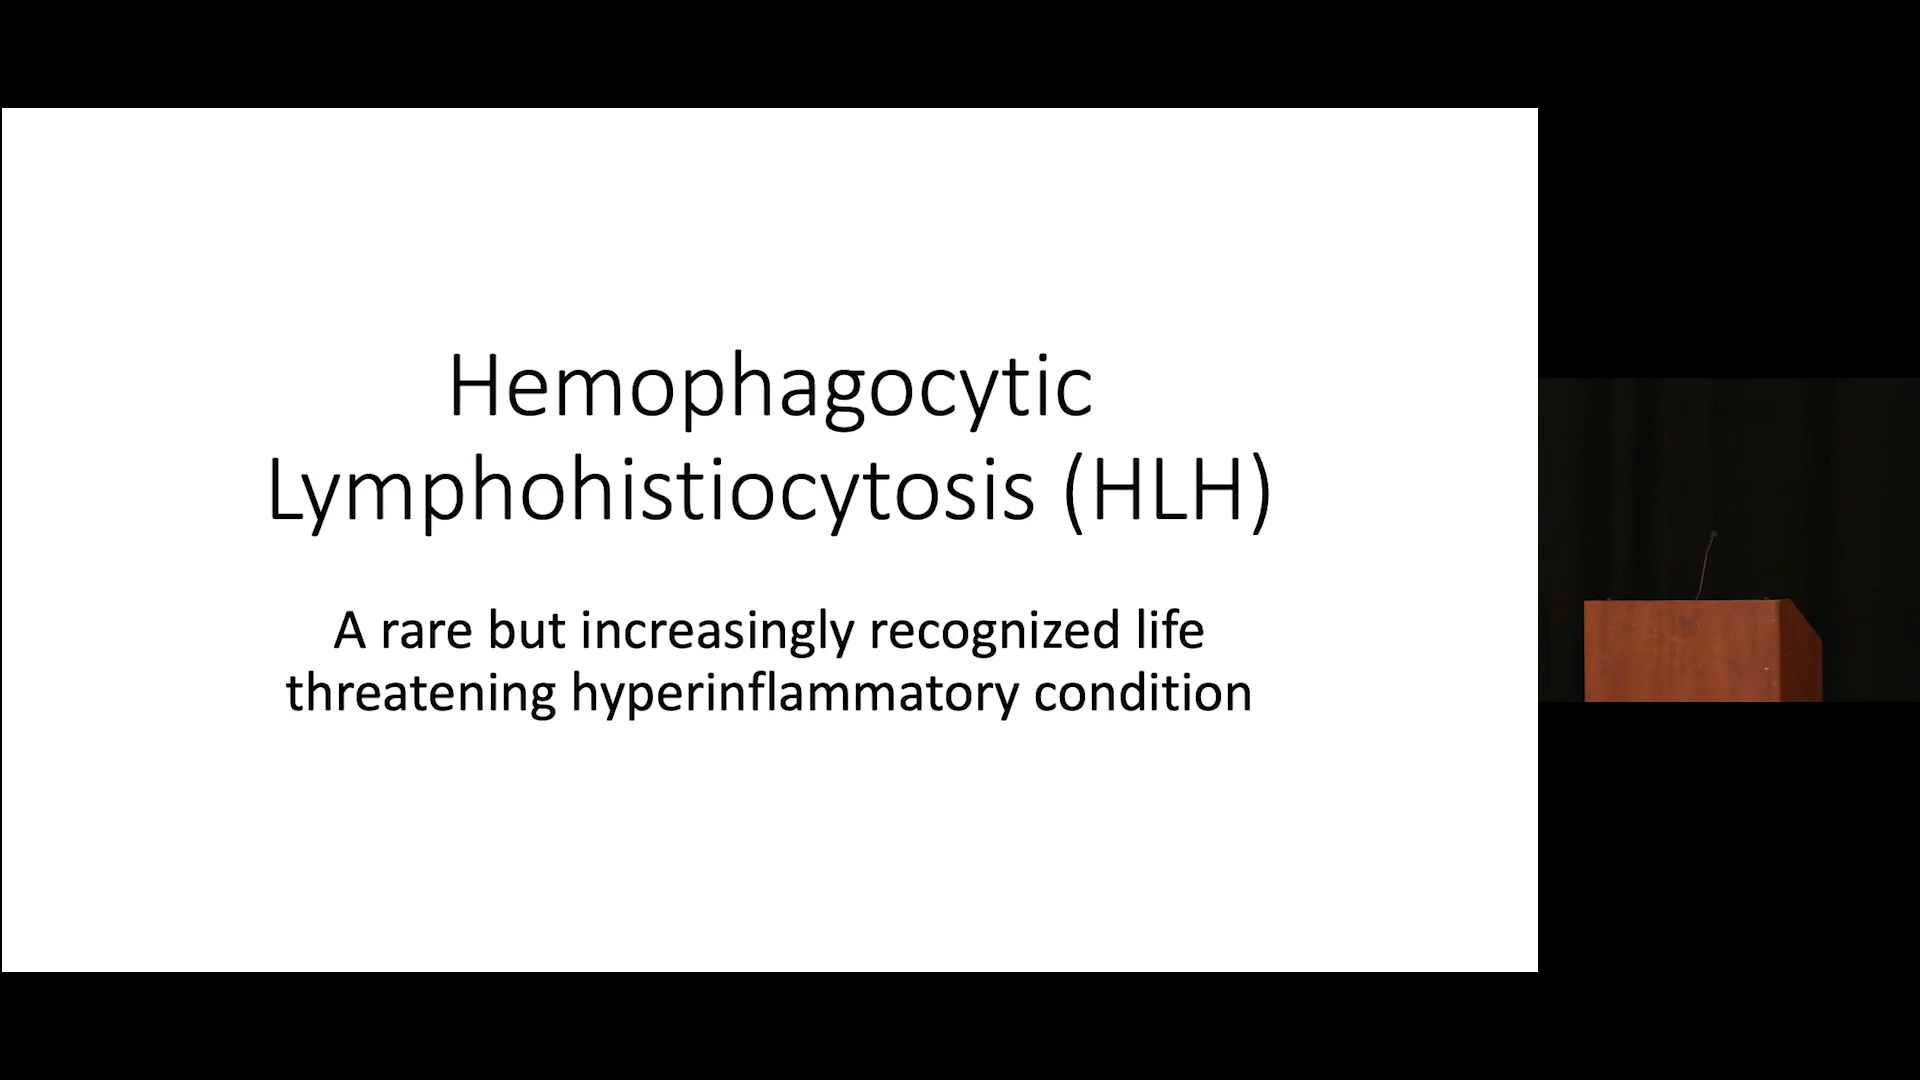 Hemophagocytic
Lymphohistiocytosis (HLH)
A rare but increasingly recognized life
threatening hyperinflammatory condition